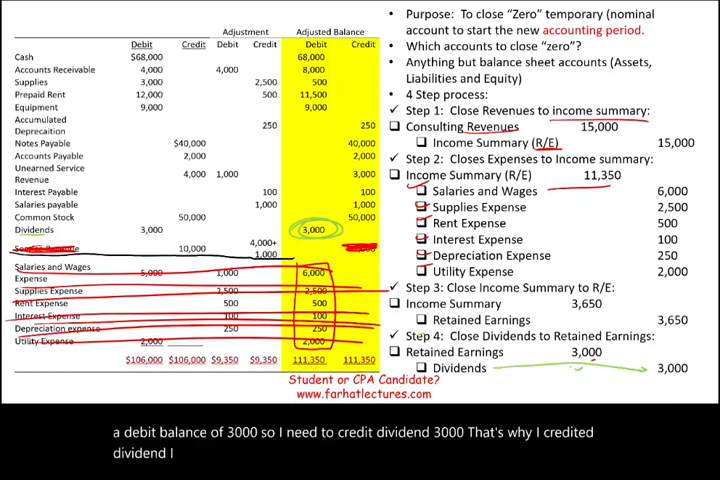 Adjustment Adjusted Balance
Debit Credit Debit Credit Debit Credit
Cash $68,000 68,000
Accounts Receivable 4,000 4,000 8,000
Supplies 3,000 2,500 500
Prepaid Rent 12,000 500 11,500
Equipment 9,000 9,000
Accumulated
Deprecaition 250 250
Notes Payable $40,000 40,000
Accounts Payable 2,000 2,000
Unearned Service
Revenue 4,000 1,000 3,000
Interest Payable 100 100
Salaries payable 1,000 1,000
Common Stock 50,000 50,000
Dividends 3,000 3,000
10,000 4,000+
1,000
Salaries and Wages
Expense 5,000 1,000 6,000
Supplies Expense 2,500 2,500
Rent Expense 500 500
Interest Expense 100 100
Depreciation expense 250 250
Utility Expense 2,000 2,000
$106,000 $106,000 $9,350 $9,350 111,350 111,350
• Purpose: To close “Zero” temporary (nominal
account to start the new accounting period.
• Which accounts to close “zero”?
• Anything but balance sheet accounts (Assets,
Liabilities and Equity)
• 4 Step process:
✓ Step 1: Close Revenues to income summary:
❑ Consulting Revenues 15,000
❑ Income Summary (R/E) 15,000
✓ Step 2: Closes Expenses to Income summary:
❑ Income Summary (R/E) 11,350
❑ Salaries and Wages 6,000
❑ Supplies Expense 2,500
❑ Rent Expense 500
❑ Interest Expense 100
❑ Depreciation Expense 250
❑ Utility Expense 2,000
✓ Step 3: Close Income Summary to R/E:
❑ Income Summary 3,650
❑ Retained Earnings 3,650
✓ Step 4: Close Dividends to Retained Earnings:
❑ Retained Earnings 3,000
❑ Dividends 3,000
Student or CPA Candidate?
www.farhatlectures.com
a debit balance of 3000 so I need to credit dividend 3000 That's why I credited
dividend I